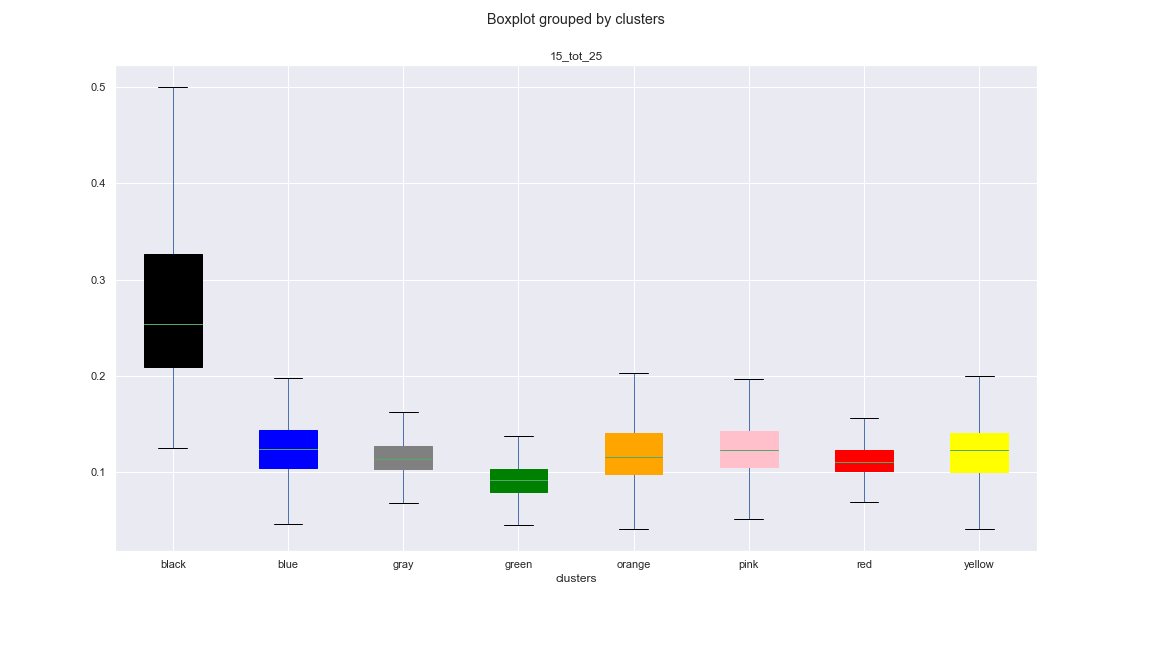 Boxplot grouped by clusters
15_tot_25
0.5
0.4
0.3
0.2
0.1
black blue gray green orange pink red yellow
clusters